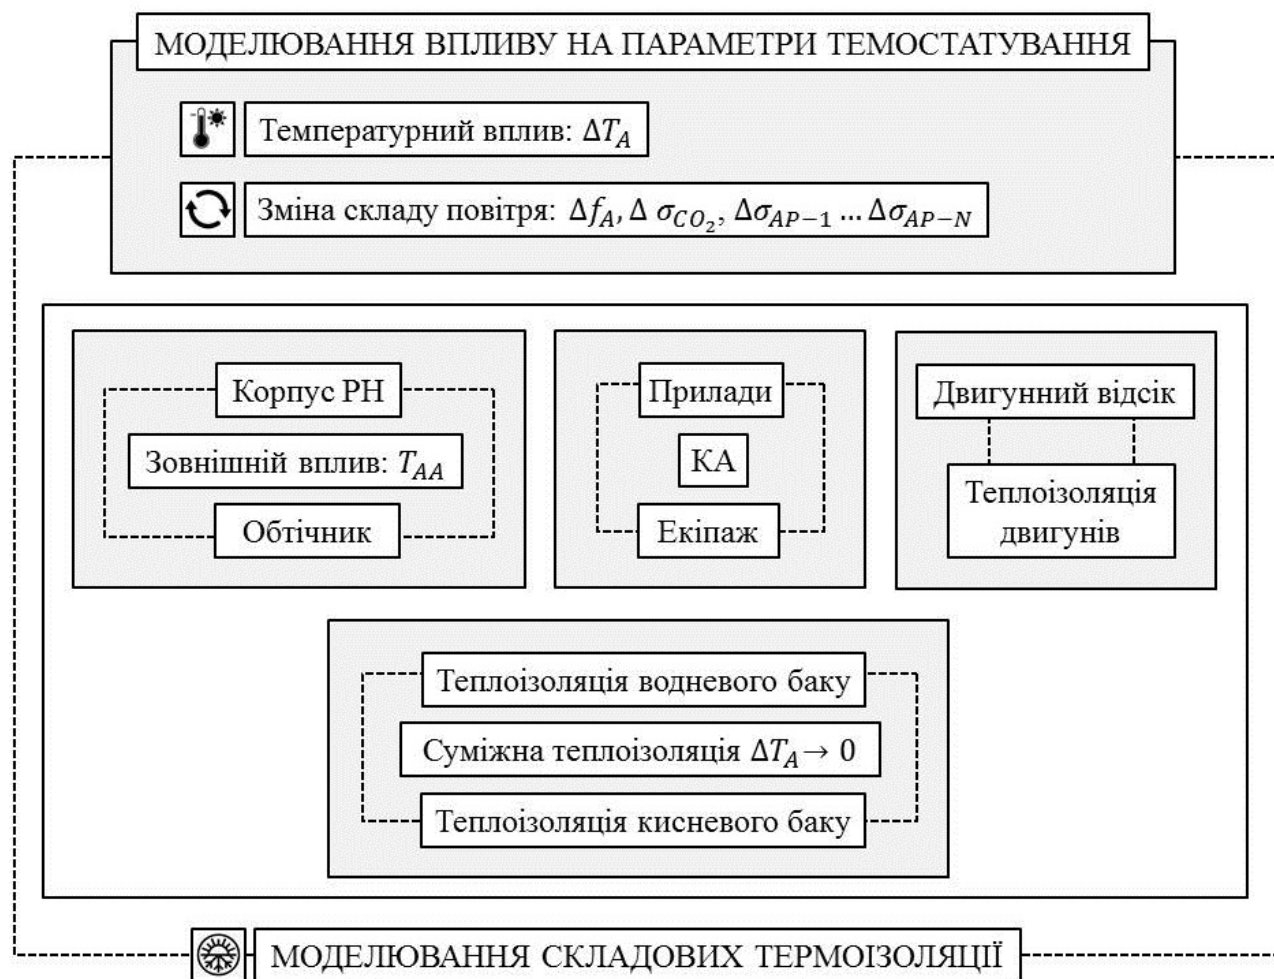 МОДЕЛЮВАННЯ ВПЛИВУ НА ПАРАМЕТРИ ТЕМОСТАТУВАННЯ
Температурний вплив: Δ𝑇_𝐴
Зміна складу повітря: Δ𝑓_𝐴, Δ 𝜎_𝐶𝑂₂, Δ𝜎_𝐴𝑃−1 … Δ𝜎_𝐴𝑃−𝑁
Корпус РН
Зовнішній вплив: 𝑇_𝐴𝐴
Обтічник
Прилади
КА
Екіпаж
Двигунний відсік
Теплоізоляція
двигунів
Теплоізоляція водневого баку
Суміжна теплоізоляція Δ𝑇_𝐴 → 0
Теплоізоляція кисневого баку
МОДЕЛЮВАННЯ СКЛАДОВИХ ТЕРМОІЗОЛЯЦІЇ